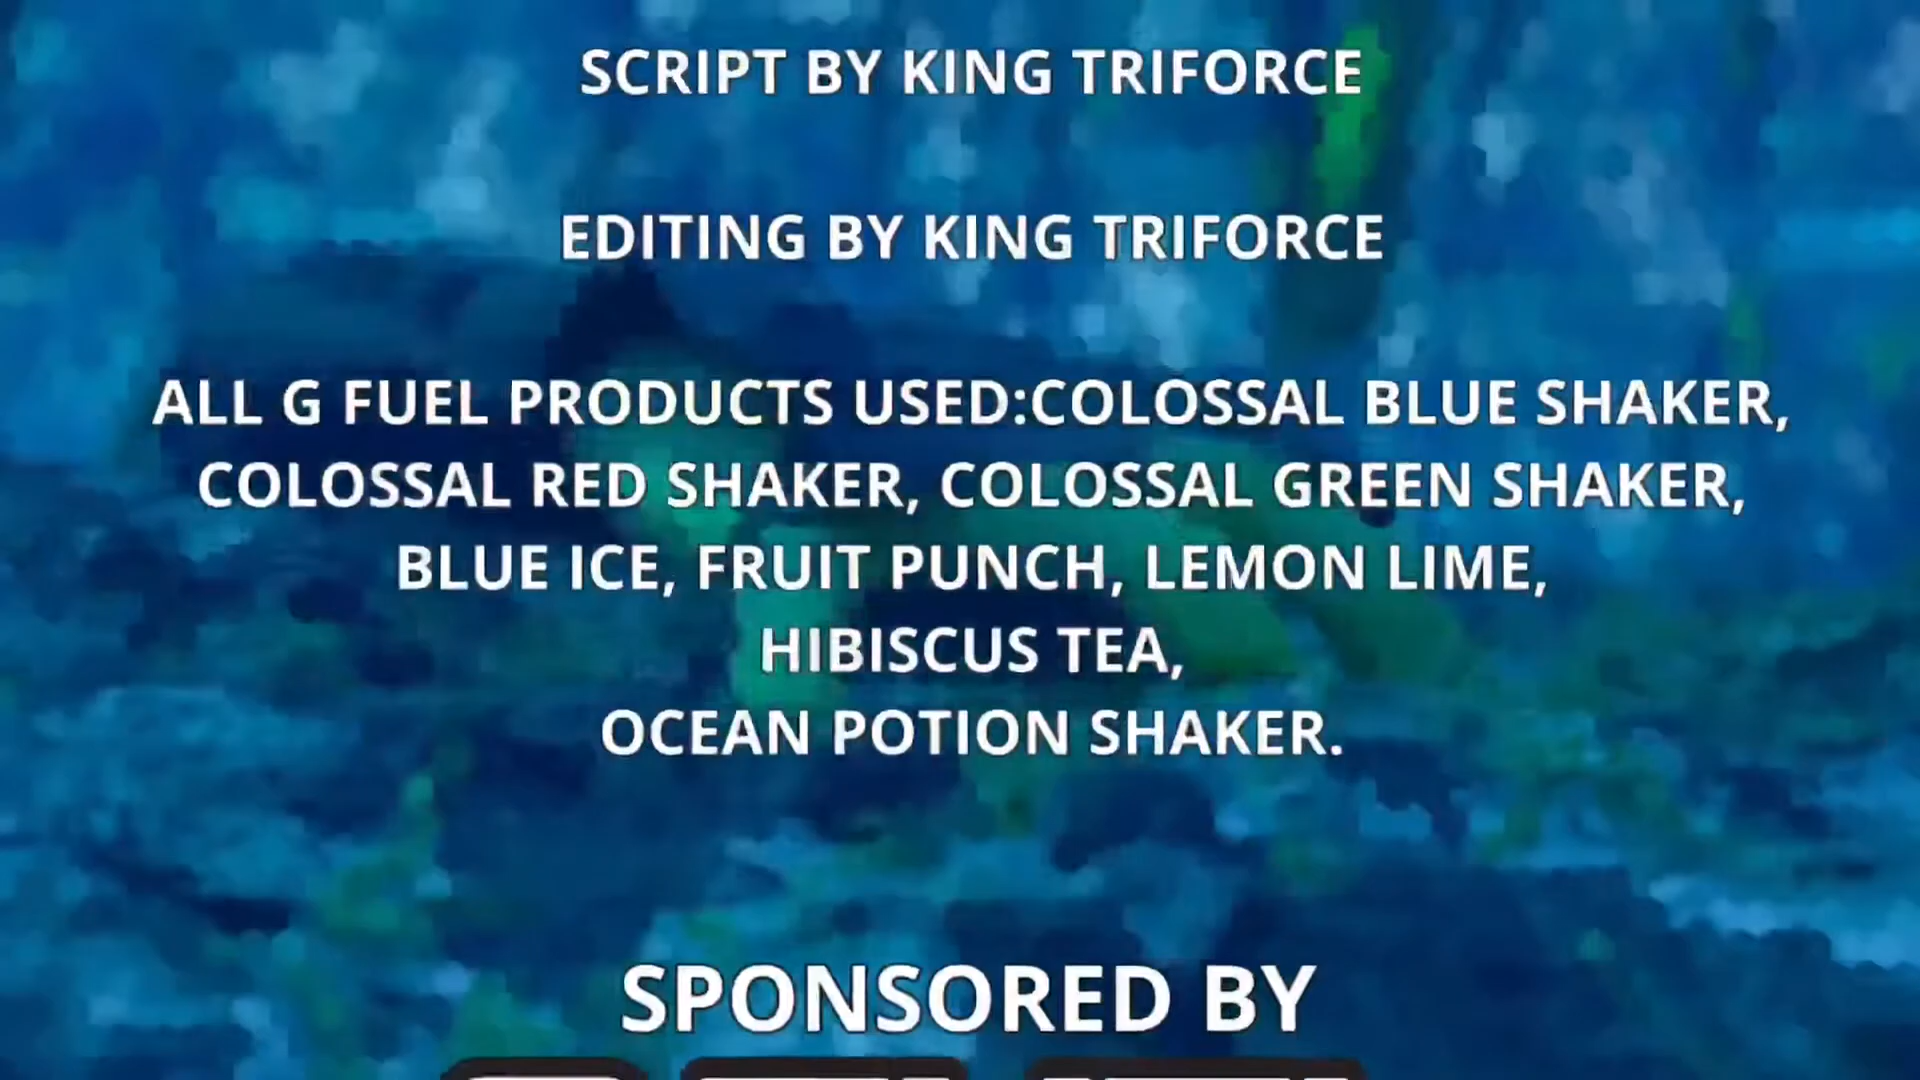 SCRIPT BY KING TRIFORCE
EDITING BY KING TRIFORCE
ALL G FUEL PRODUCTS USED:COLOSSAL BLUE SHAKER,
COLOSSAL RED SHAKER, COLOSSAL GREEN SHAKER,
BLUE ICE, FRUIT PUNCH, LEMON LIME,
HIBISCUS TEA,
OCEAN POTION SHAKER.
SPONSORED BY